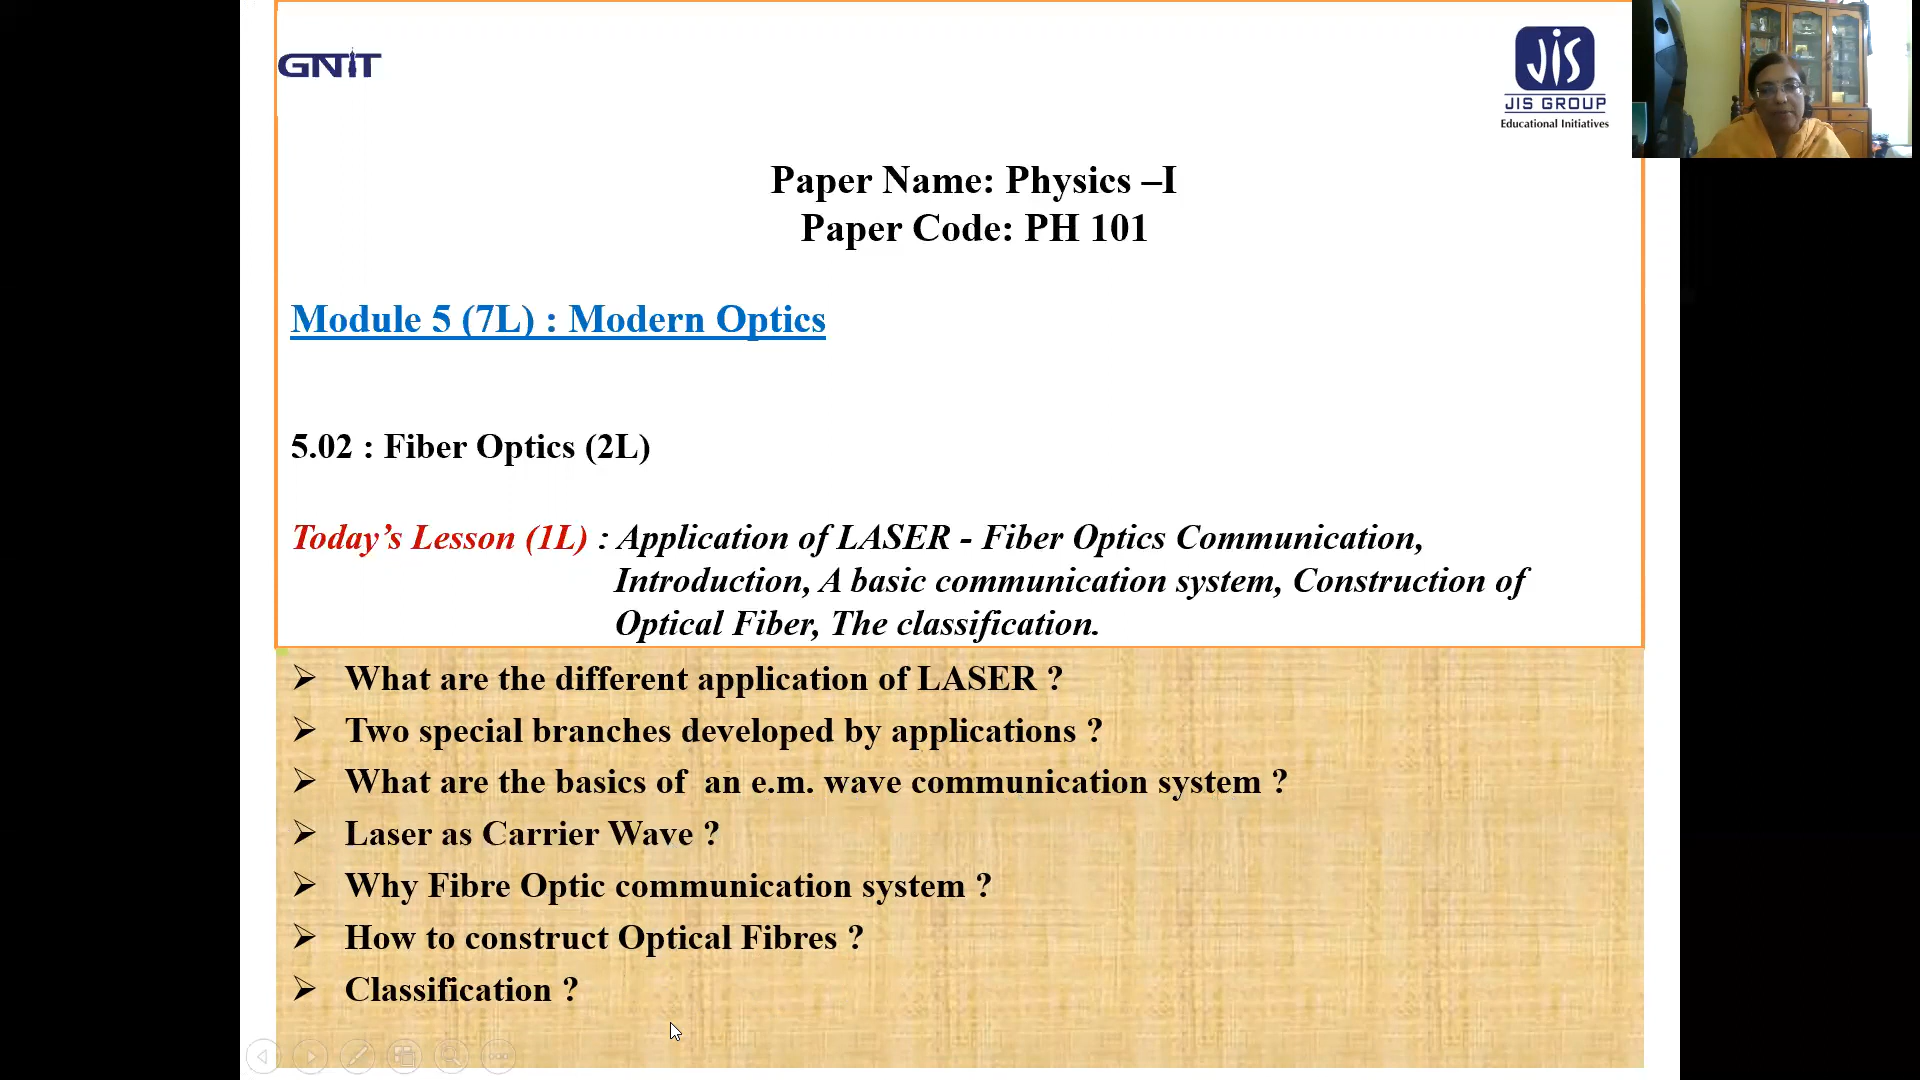 GNIT
JIS
JIS GROUP
Educational Initiatives
Paper Name: Physics –I
Paper Code: PH 101
Module 5 (7L) : Modern Optics
5.02 : Fiber Optics (2L)
Today’s Lesson (1L) : Application of LASER - Fiber Optics Communication,
Introduction, A basic communication system, Construction of
Optical Fiber, The classification.
➢ What are the different application of LASER ?
➢ Two special branches developed by applications ?
➢ What are the basics of an e.m. wave communication system ?
➢ Laser as Carrier Wave ?
➢ Why Fibre Optic communication system ?
➢ How to construct Optical Fibres ?
➢ Classification ?